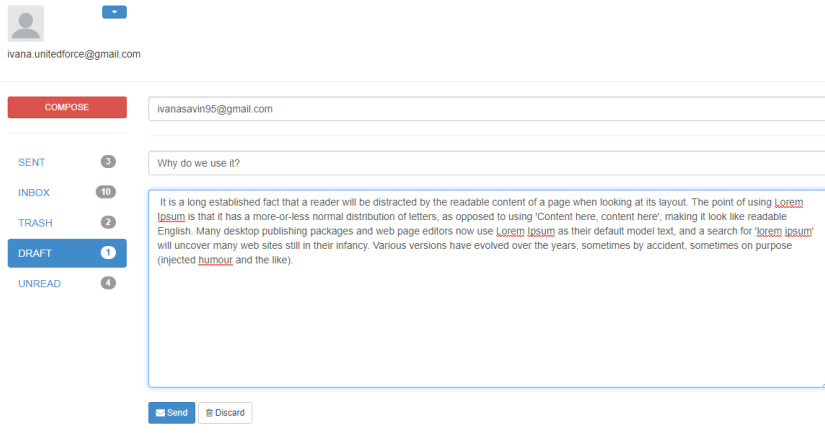 ivana.unitedforce@gmail.com
COMPOSE
ivanasavin95@gmail.com
SENT 3
Why do we use it?
INBOX 10
TRASH 2
DRAFT 1
UNREAD 4
It is a long established fact that a reader will be distracted by the readable content of a page when looking at its layout. The point of using Lorem
Ipsum is that it has a more-or-less normal distribution of letters, as opposed to using 'Content here, content here', making it look like readable
English. Many desktop publishing packages and web page editors now use Lorem Ipsum as their default model text, and a search for 'lorem ipsum'
will uncover many web sites still in their infancy. Various versions have evolved over the years, sometimes by accident, sometimes on purpose
(injected humour and the like).
Send Discard